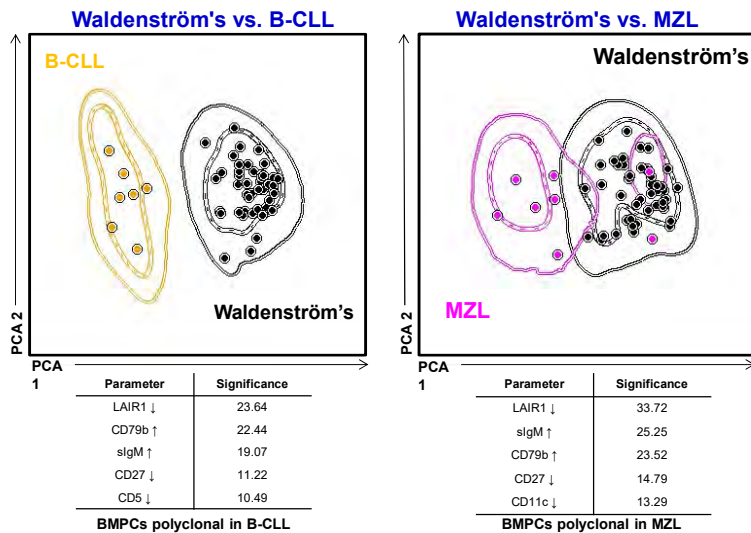 Waldenström's vs. B-CLL
B-CLL
Waldenström's
PCA 2
PCA
1
Parameter Significance
LAIR1 ↓ 23.64
CD79b ↑ 22.44
sIgM ↑ 19.07
CD27 ↓ 11.22
CD5 ↓ 10.49
BMPCs polyclonal in B-CLL
Waldenström's vs. MZL
Waldenström's
MZL
PCA 2
PCA
1
Parameter Significance
LAIR1 ↓ 33.72
sIgM ↑ 25.25
CD79b ↑ 23.52
CD27 ↓ 14.79
CD11c ↓ 13.29
BMPCs polyclonal in MZL